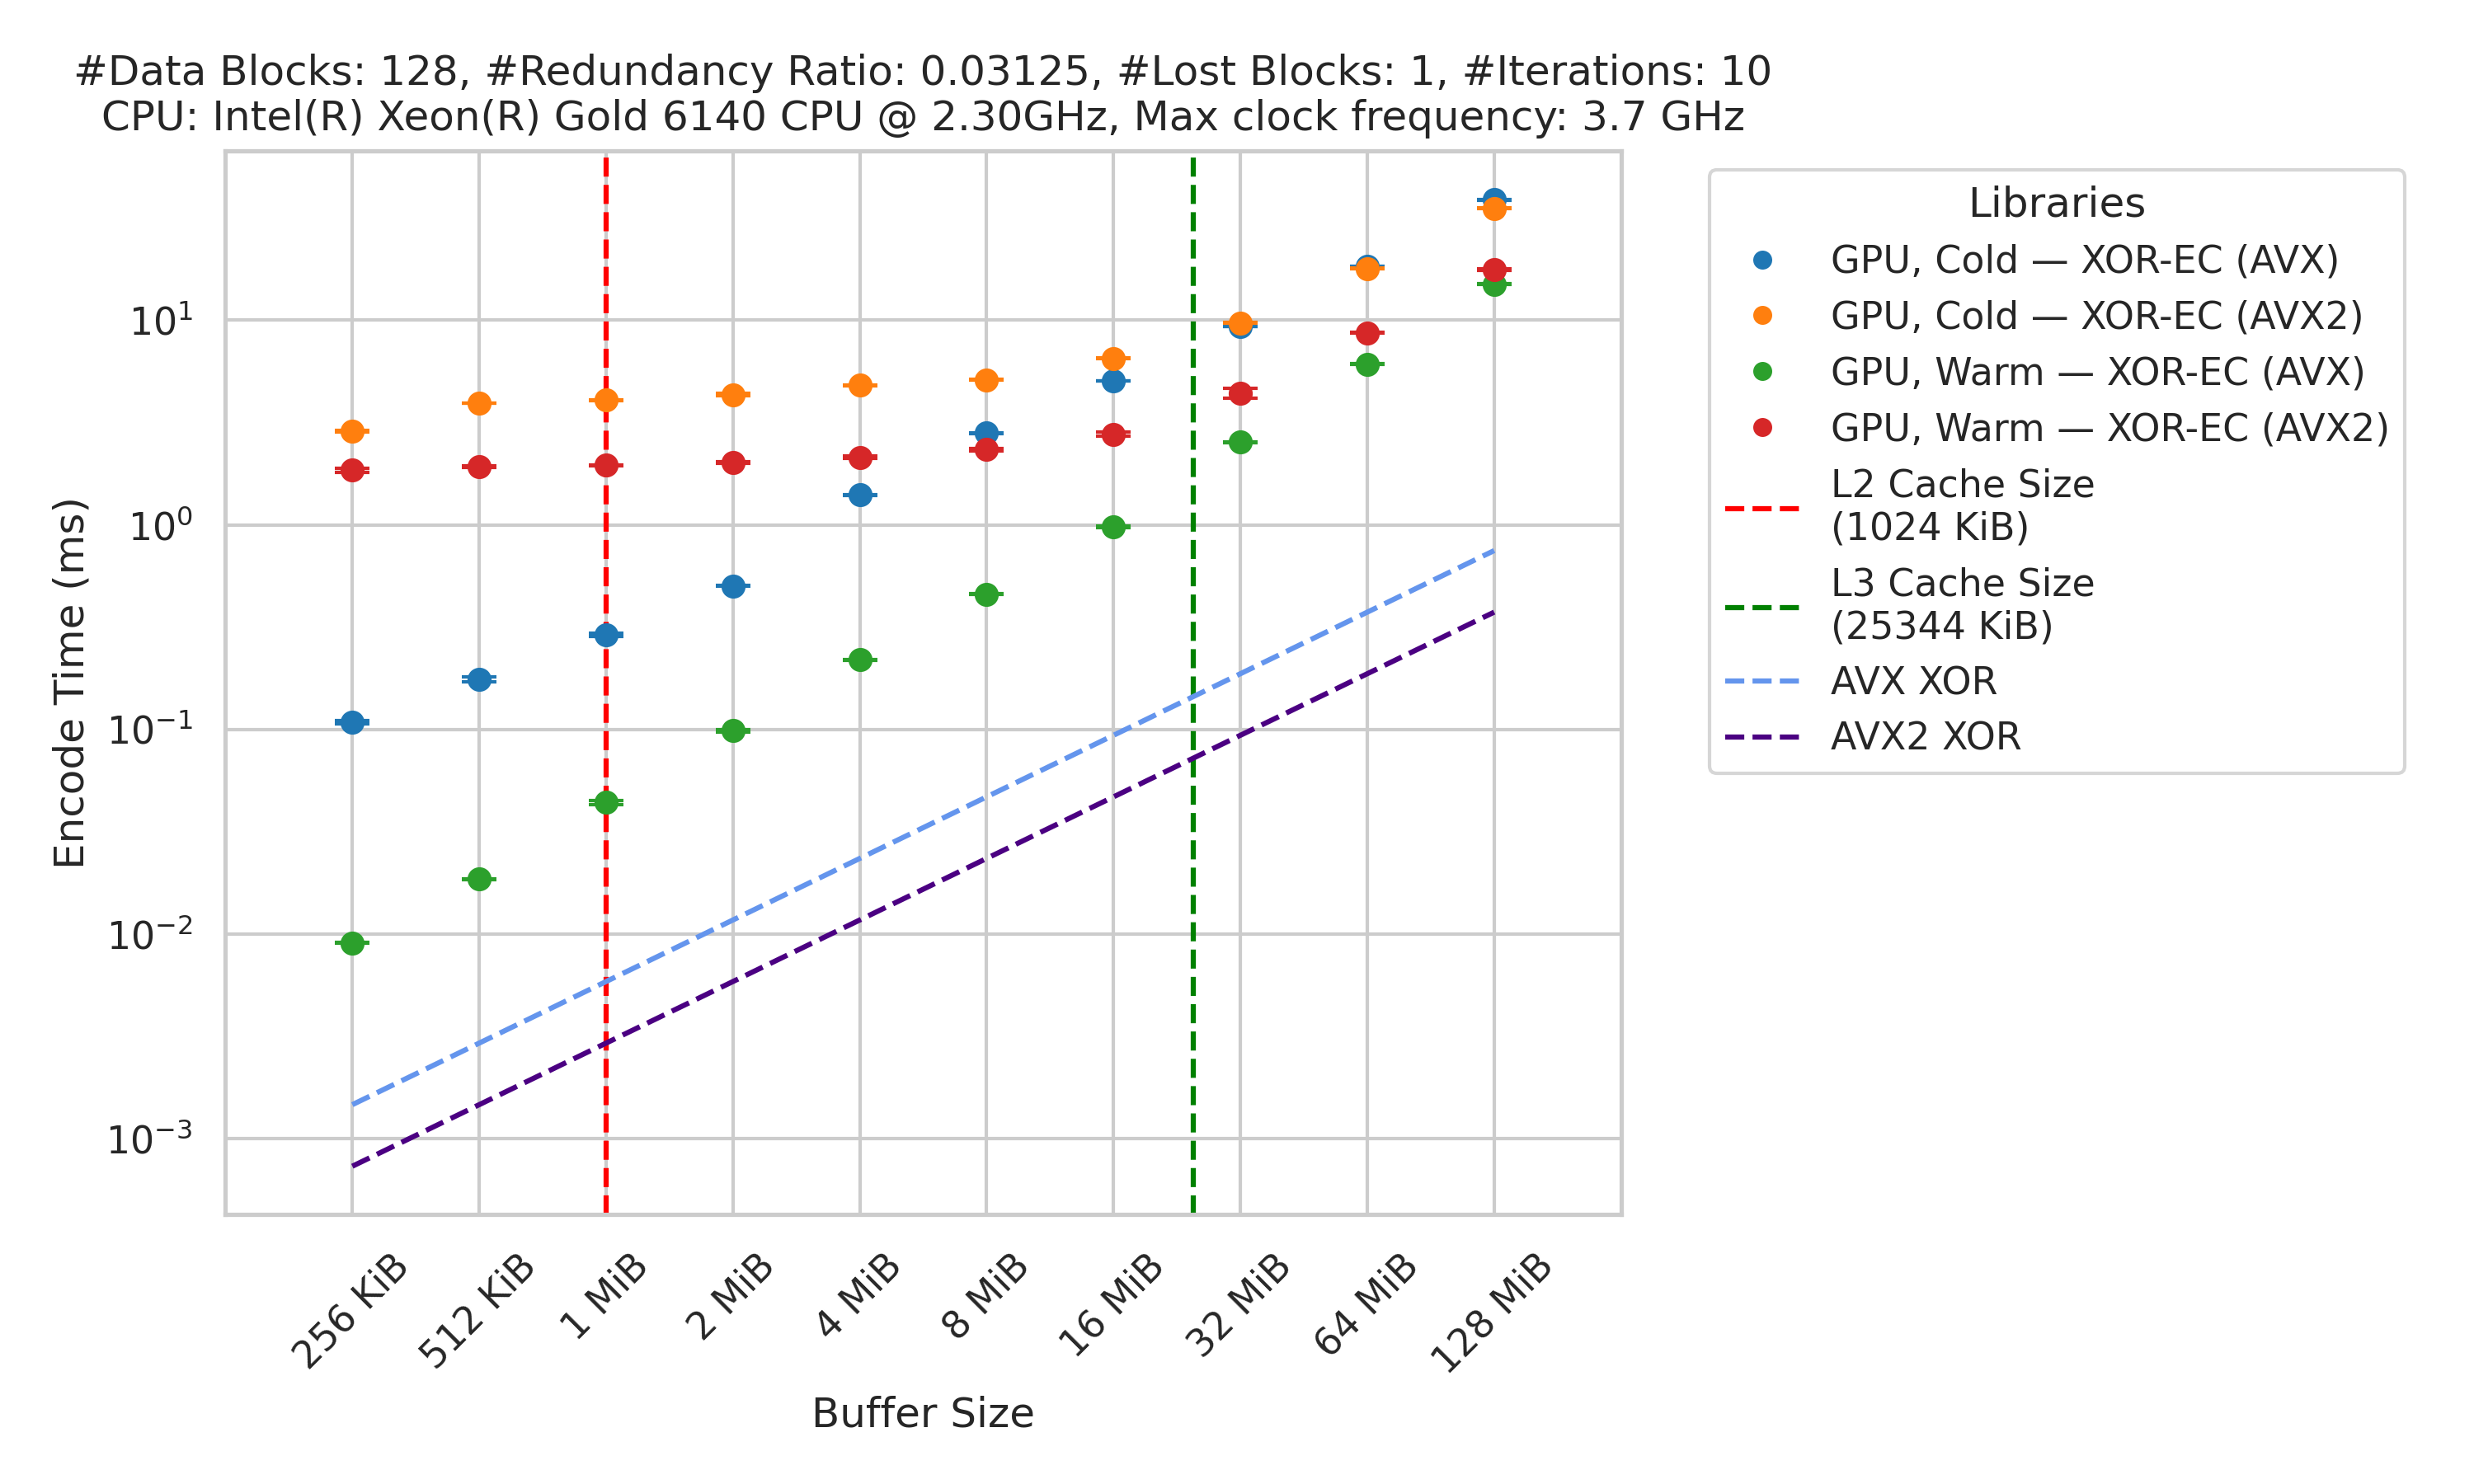 #Data Blocks: 128, #Redundancy Ratio: 0.03125, #Lost Blocks: 1, #Iterations: 10
CPU: Intel(R) Xeon(R) Gold 6140 CPU @ 2.30GHz, Max clock frequency: 3.7 GHz
Encode Time (ms)
10¹
10⁰
10⁻¹
10⁻²
10⁻³
256 KiB
512 KiB
1 MiB
2 MiB
4 MiB
8 MiB
16 MiB
32 MiB
64 MiB
128 MiB
Buffer Size
Libraries
GPU, Cold — XOR-EC (AVX)
GPU, Cold — XOR-EC (AVX2)
GPU, Warm — XOR-EC (AVX)
GPU, Warm — XOR-EC (AVX2)
L2 Cache Size
(1024 KiB)
L3 Cache Size
(25344 KiB)
AVX XOR
AVX2 XOR